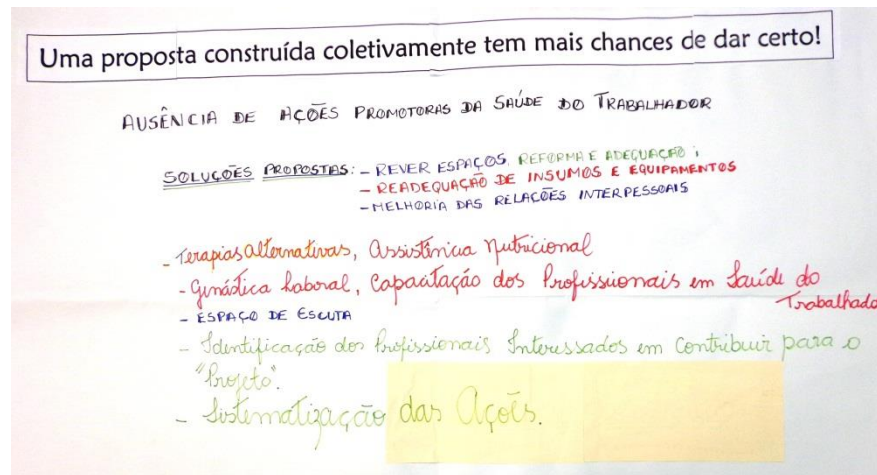 Uma proposta construída coletivamente tem mais chances de dar certo!
AUSÊNCIA DE AÇÕES PROMOTORAS DA SAÚDE DO TRABALHADOR
SOLUÇÕES PROPOSTAS: - REVER ESPAÇOS, REFORMA E ADEQUAÇÃO;
- READEQUAÇÃO DE INSUMOS E EQUIPAMENTOS
- MELHORIA DAS RELAÇÕES INTERPESSOAIS
- Terapias Alternativas, Assistência Nutricional
- Ginástica Laboral, Capacitação dos Profissionais em Saúde do
Trabalhado
- ESPAÇO DE ESCUTA
- Identificação dos Profissionais Interessados em Contribuir para o
"Projeto".
- Sistematização das Ações.